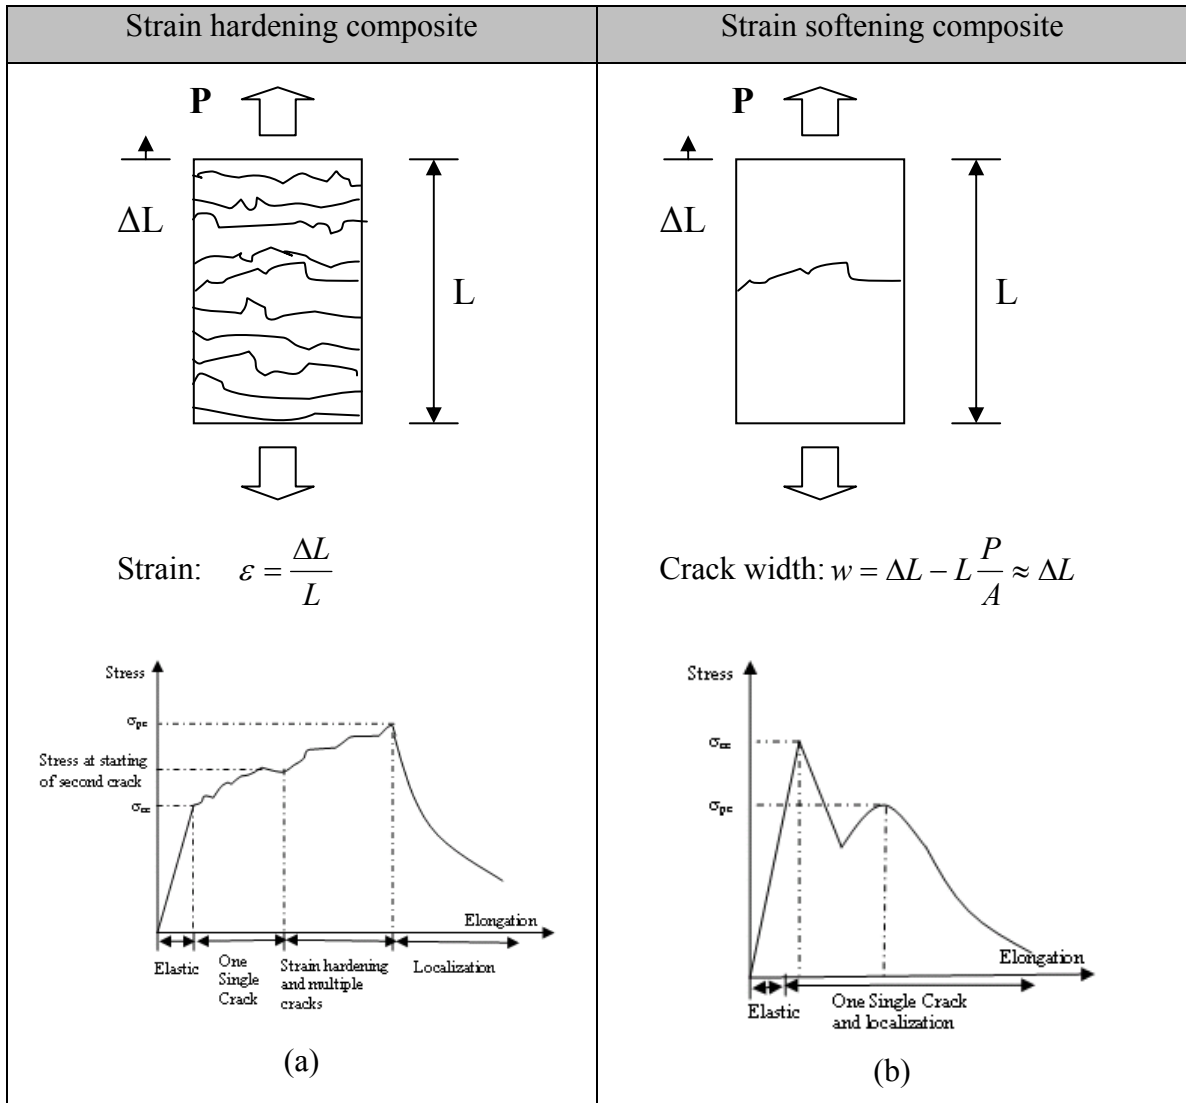 Strain hardening composite
Strain softening composite
P
ΔL
L
Strain: ε = ΔL / L
Stress
σpc
Stress at starting
of second crack
σcc
Elongation
Elastic
One
Single
Crack
Strain hardening
and multiple
cracks
Localization
(a)
P
ΔL
L
Crack width: w = ΔL − L P / A ≈ ΔL
Stress
σcc
σpc
Elongation
Elastic
One Single Crack
and localization
(b)